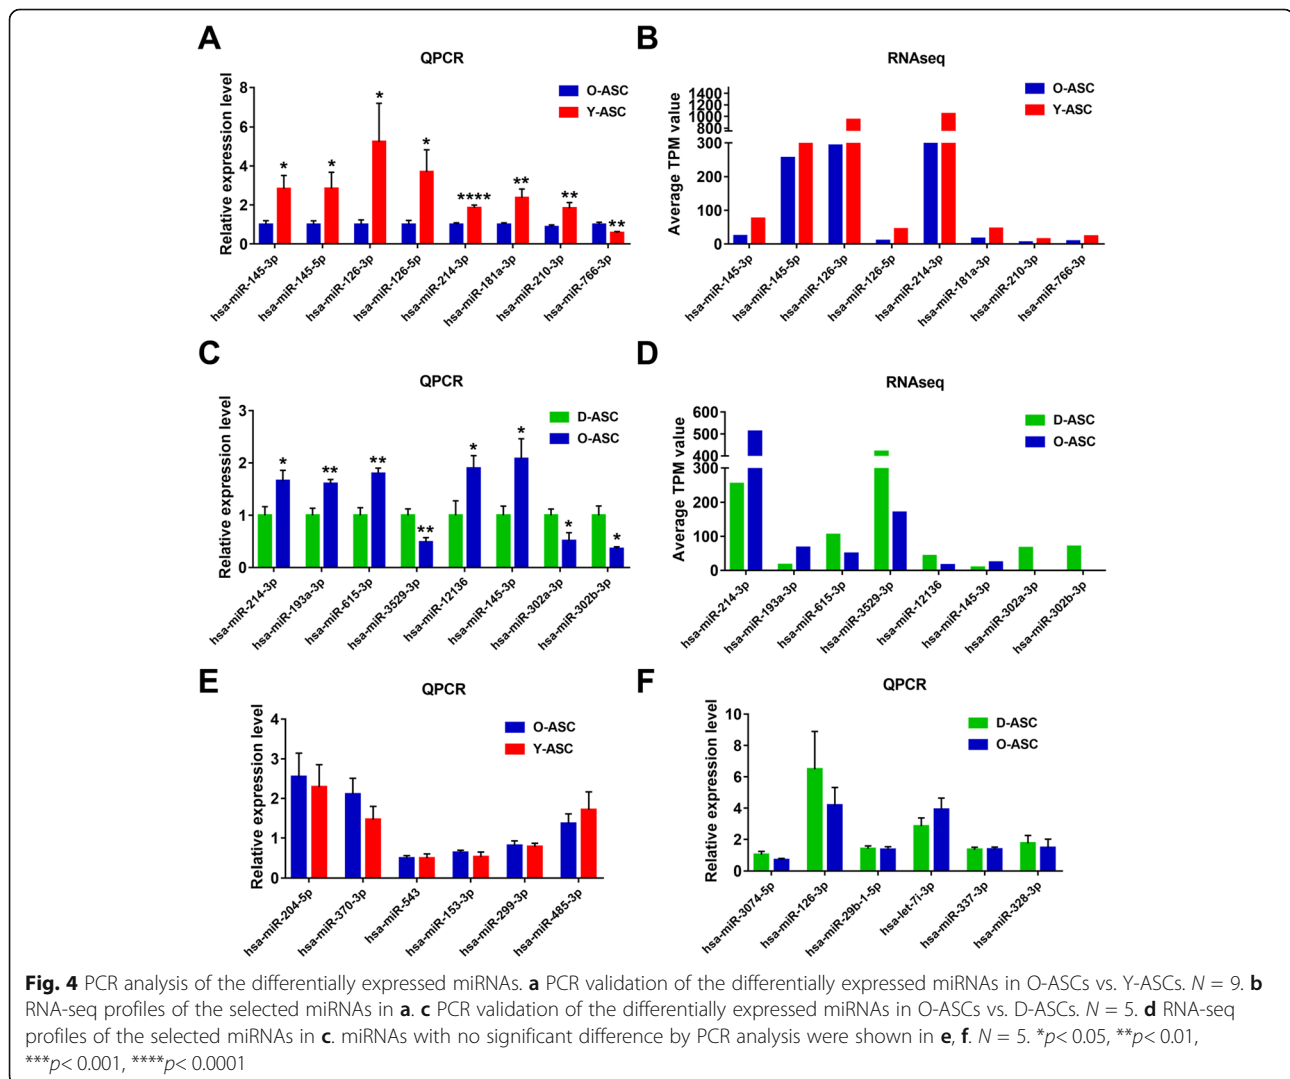 A
QPCR
Relative expression level
8
6
4
2
0
O-ASC
Y-ASC
*
*
*
*
****
**
**
**
hsa-miR-145-3p
hsa-miR-145-5p
hsa-miR-126-3p
hsa-miR-126-5p
hsa-miR-214-3p
hsa-miR-181a-3p
hsa-miR-210-3p
hsa-miR-766-3p
B
RNAseq
Average TPM value
1400
1200
1000
800
300
200
100
0
O-ASC
Y-ASC
hsa-miR-145-3p
hsa-miR-145-5p
hsa-miR-126-3p
hsa-miR-126-5p
hsa-miR-214-3p
hsa-miR-181a-3p
hsa-miR-210-3p
hsa-miR-766-3p
C
QPCR
Relative expression level
3
2
1
0
D-ASC
O-ASC
*
**
**
**
*
*
*
*
hsa-miR-214-3p
hsa-miR-193a-3p
hsa-miR-615-3p
hsa-miR-3529-3p
hsa-miR-12136
hsa-miR-145-3p
hsa-miR-302a-3p
hsa-miR-302b-3p
D
RNAseq
Average TPM value
600
500
400
300
200
100
0
D-ASC
O-ASC
hsa-miR-214-3p
hsa-miR-193a-3p
hsa-miR-615-3p
hsa-miR-3529-3p
hsa-miR-12136
hsa-miR-145-3p
hsa-miR-302a-3p
hsa-miR-302b-3p
E
QPCR
Relative expression level
4
3
2
1
0
O-ASC
Y-ASC
hsa-miR-204-5p
hsa-miR-370-3p
hsa-miR-543
hsa-miR-153-3p
hsa-miR-299-3p
hsa-miR-485-3p
F
QPCR
Relative expression level
10
8
6
4
2
0
D-ASC
O-ASC
hsa-miR-3074-5p
hsa-miR-126-3p
hsa-miR-29b-1-5p
hsa-let-7i-3p
hsa-miR-337-3p
hsa-miR-328-3p
Fig. 4 PCR analysis of the differentially expressed miRNAs. a PCR validation of the differentially expressed miRNAs in O-ASCs vs. Y-ASCs. N = 9. b
RNA-seq profiles of the selected miRNAs in a. c PCR validation of the differentially expressed miRNAs in O-ASCs vs. D-ASCs. N = 5. d RNA-seq
profiles of the selected miRNAs in c. miRNAs with no significant difference by PCR analysis were shown in e, f. N = 5. *p< 0.05, **p< 0.01,
***p< 0.001, ****p< 0.0001